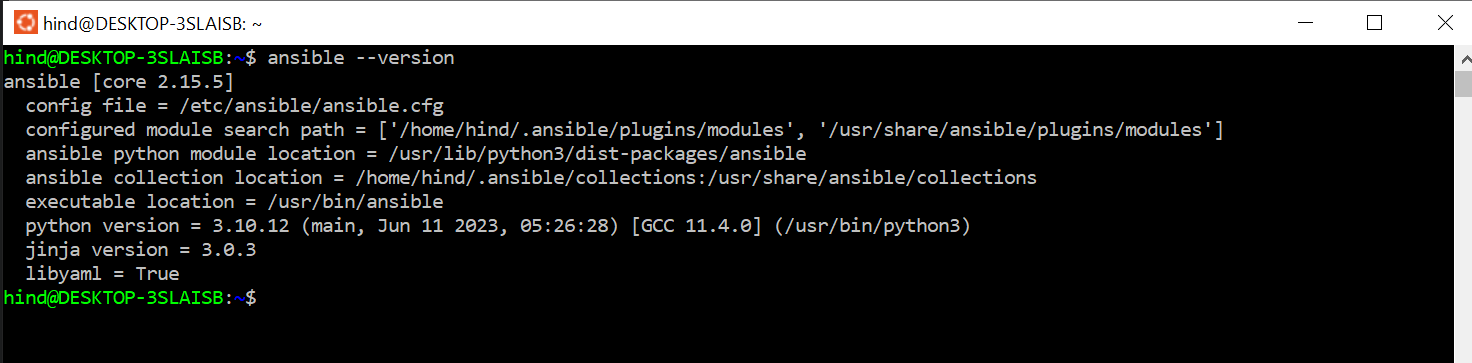 hind@DESKTOP-3SLAISB: ~
hind@DESKTOP-3SLAISB:~$ ansible --version
ansible [core 2.15.5]
  config file = /etc/ansible/ansible.cfg
  configured module search path = ['/home/hind/.ansible/plugins/modules', '/usr/share/ansible/plugins/modules']
  ansible python module location = /usr/lib/python3/dist-packages/ansible
  ansible collection location = /home/hind/.ansible/collections:/usr/share/ansible/collections
  executable location = /usr/bin/ansible
  python version = 3.10.12 (main, Jun 11 2023, 05:26:28) [GCC 11.4.0] (/usr/bin/python3)
  jinja version = 3.0.3
  libyaml = True
hind@DESKTOP-3SLAISB:~$